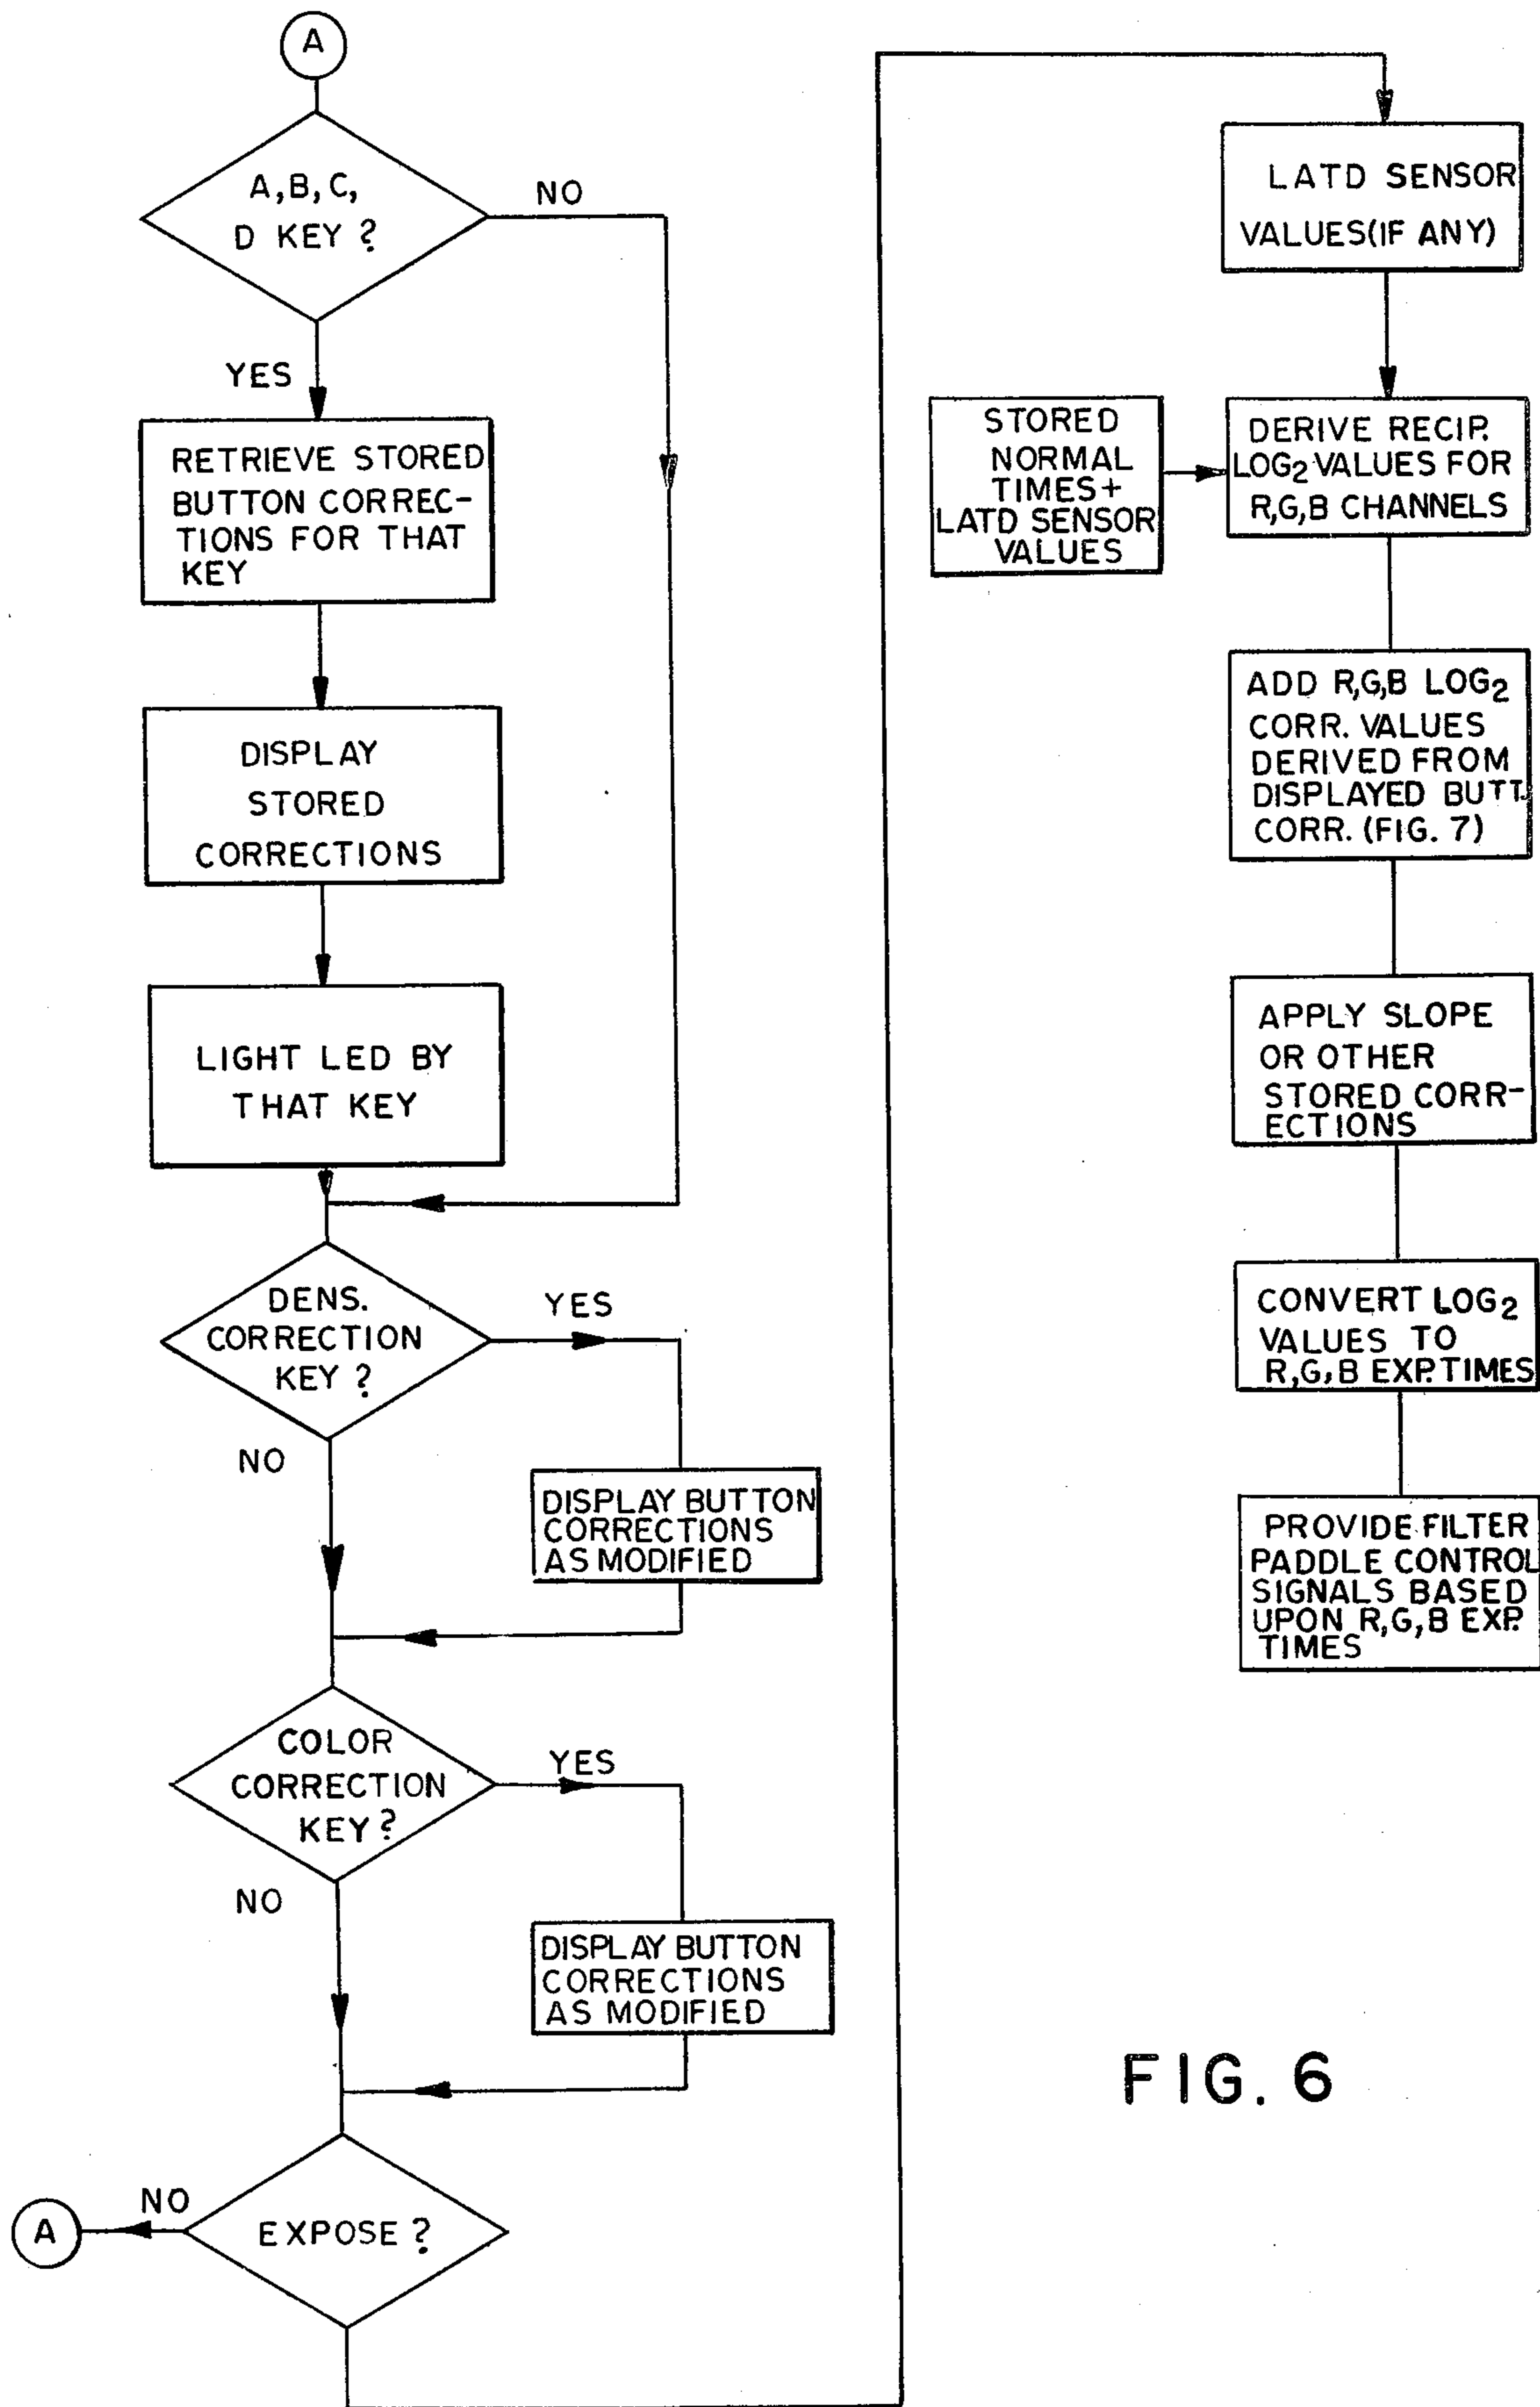 A
A,B,C,
D KEY ?
NO
YES
RETRIEVE STORED
BUTTON CORREC-
TIONS FOR THAT
KEY
DISPLAY
STORED
CORRECTIONS
LIGHT LED BY
THAT KEY
DENS.
CORRECTION
KEY ?
YES
NO
DISPLAY BUTTON
CORRECTIONS
AS MODIFIED
COLOR
CORRECTION
KEY ?
YES
NO
DISPLAY BUTTON
CORRECTIONS
AS MODIFIED
EXPOSE ?
NO
A
LATD SENSOR
VALUES(IF ANY)
STORED
NORMAL
TIMES+
LATD SENSOR
VALUES
DERIVE RECIP.
LOG₂ VALUES FOR
R,G,B CHANNELS
ADD R,G,B LOG₂
CORR. VALUES
DERIVED FROM
DISPLAYED BUTT.
CORR. (FIG. 7)
APPLY SLOPE
OR OTHER
STORED CORR-
ECTIONS
CONVERT LOG₂
VALUES TO
R,G,B EXP. TIMES
PROVIDE FILTER
PADDLE CONTROL
SIGNALS BASED
UPON R,G,B EXP.
TIMES
FIG. 6